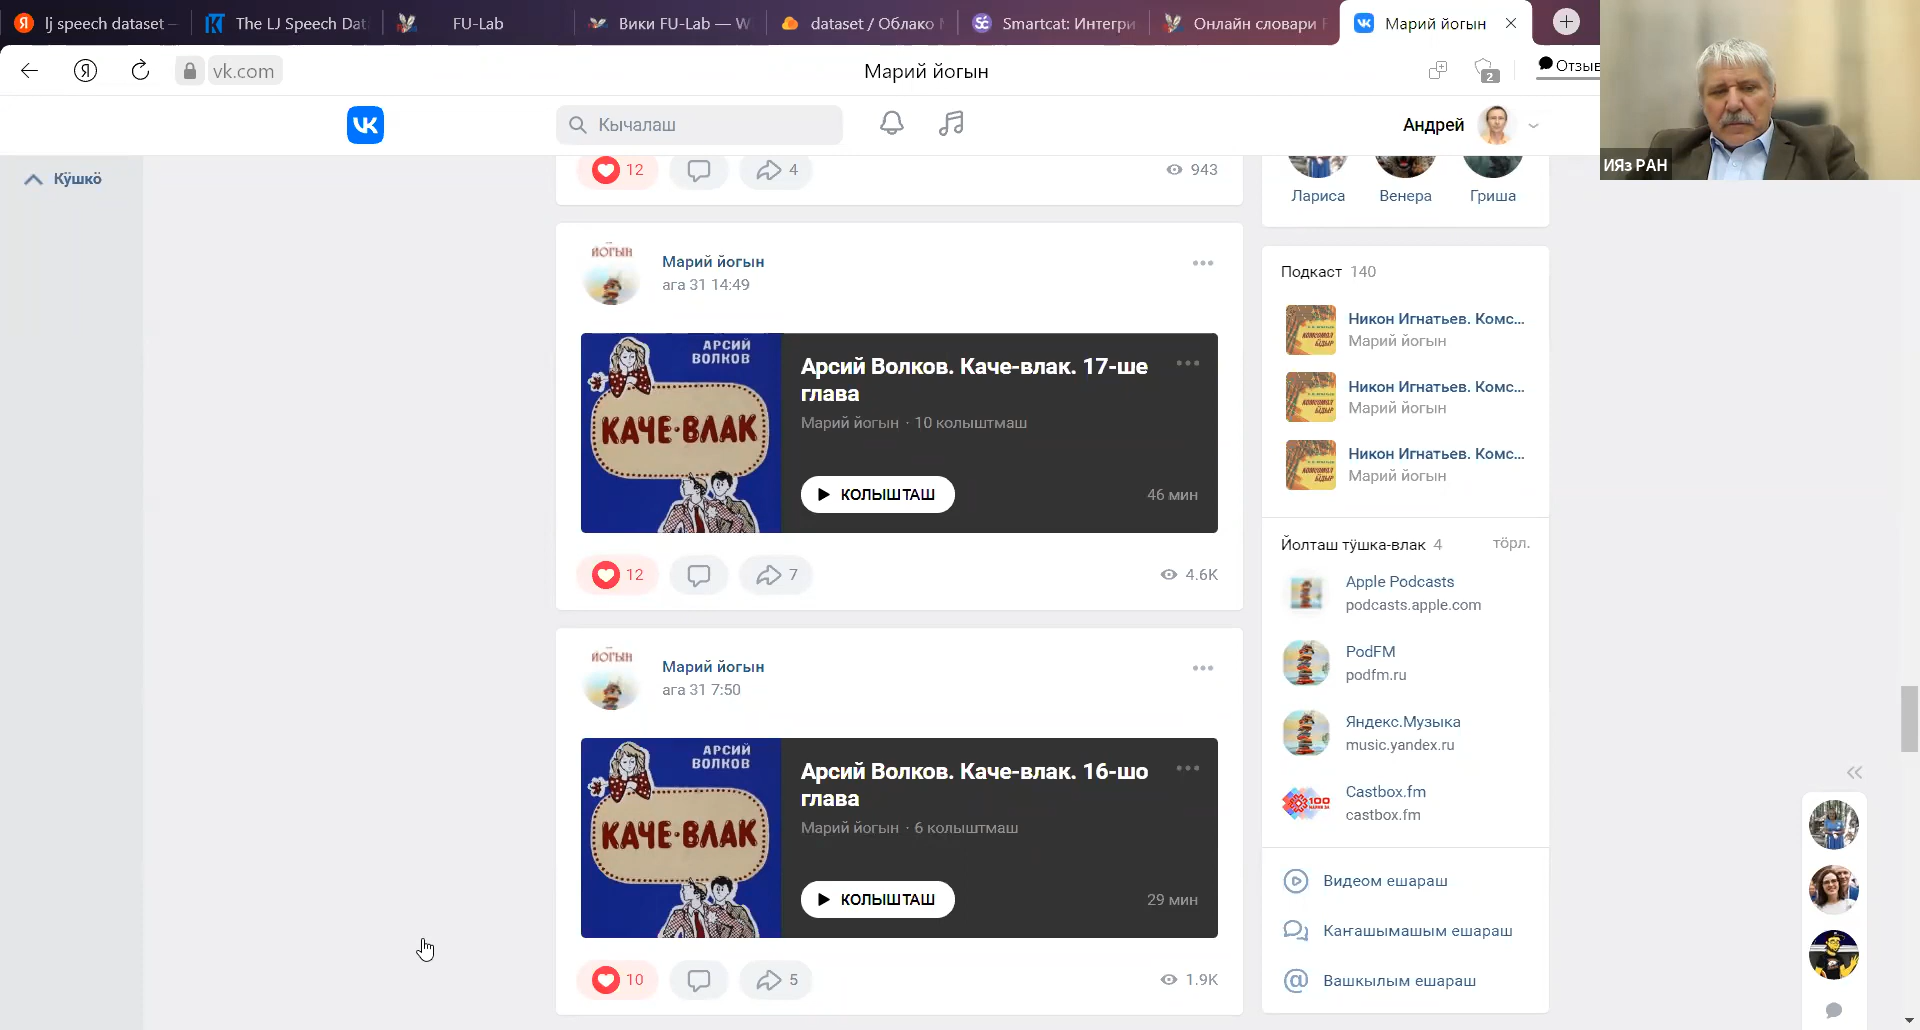 lj speech dataset —
The LJ Speech Dat
FU-Lab
Вики FU-Lab — W
dataset / Облако
Smartcat: Интегри
Онлайн словари
Марий йогын
vk.com
Марий йогын
2
Отзыв
Кычалаш
Андрей
ИЯз РАН
Кӱшкӧ
12
4
943
Лариса
Венера
Гриша
ЙОГЫН
Марий йогын
ага 31 14:49
АРСИЙ
ВОЛКОВ
КАЧЕ-ВЛАК
Арсий Волков. Каче-влак. 17-ше
глава
Марий йогын · 10 колыштмаш
КОЛЫШТАШ
46 мин
12
7
4.6K
ЙОГЫН
Марий йогын
ага 31 7:50
АРСИЙ
ВОЛКОВ
КАЧЕ-ВЛАК
Арсий Волков. Каче-влак. 16-шо
глава
Марий йогын · 6 колыштмаш
КОЛЫШТАШ
29 мин
10
5
1.9K
Подкаст 140
Никон Игнатьев. Комс...
Марий йогын
Никон Игнатьев. Комс...
Марий йогын
Никон Игнатьев. Комс...
Марий йогын
Йолташ тӱшка-влак 4
тӧрл.
Apple Podcasts
podcasts.apple.com
PodFM
podfm.ru
Яндекс.Музыка
music.yandex.ru
100
Castbox.fm
castbox.fm
Видеом ешараш
Каҥашымашым ешараш
Вашкылым ешараш